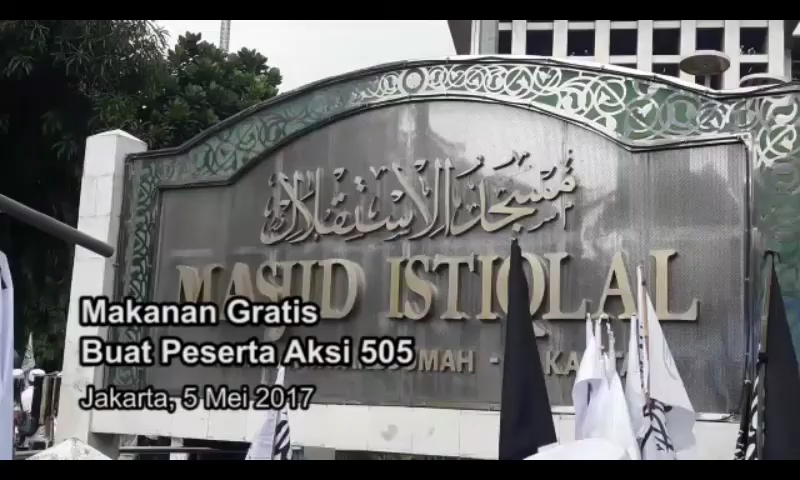 مسجد الاستقلال
MASJID ISTIQLAL
Makanan Gratis
Buat Peserta Aksi 505
Jakarta, 5 Mei 2017